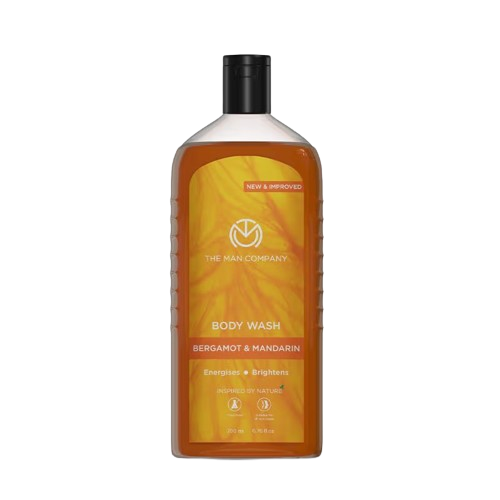 NEW & IMPROVED
THE MAN COMPANY
BODY WASH
BERGAMOT & MANDARIN
Energises ● Brightens
INSPIRED BY NATURE